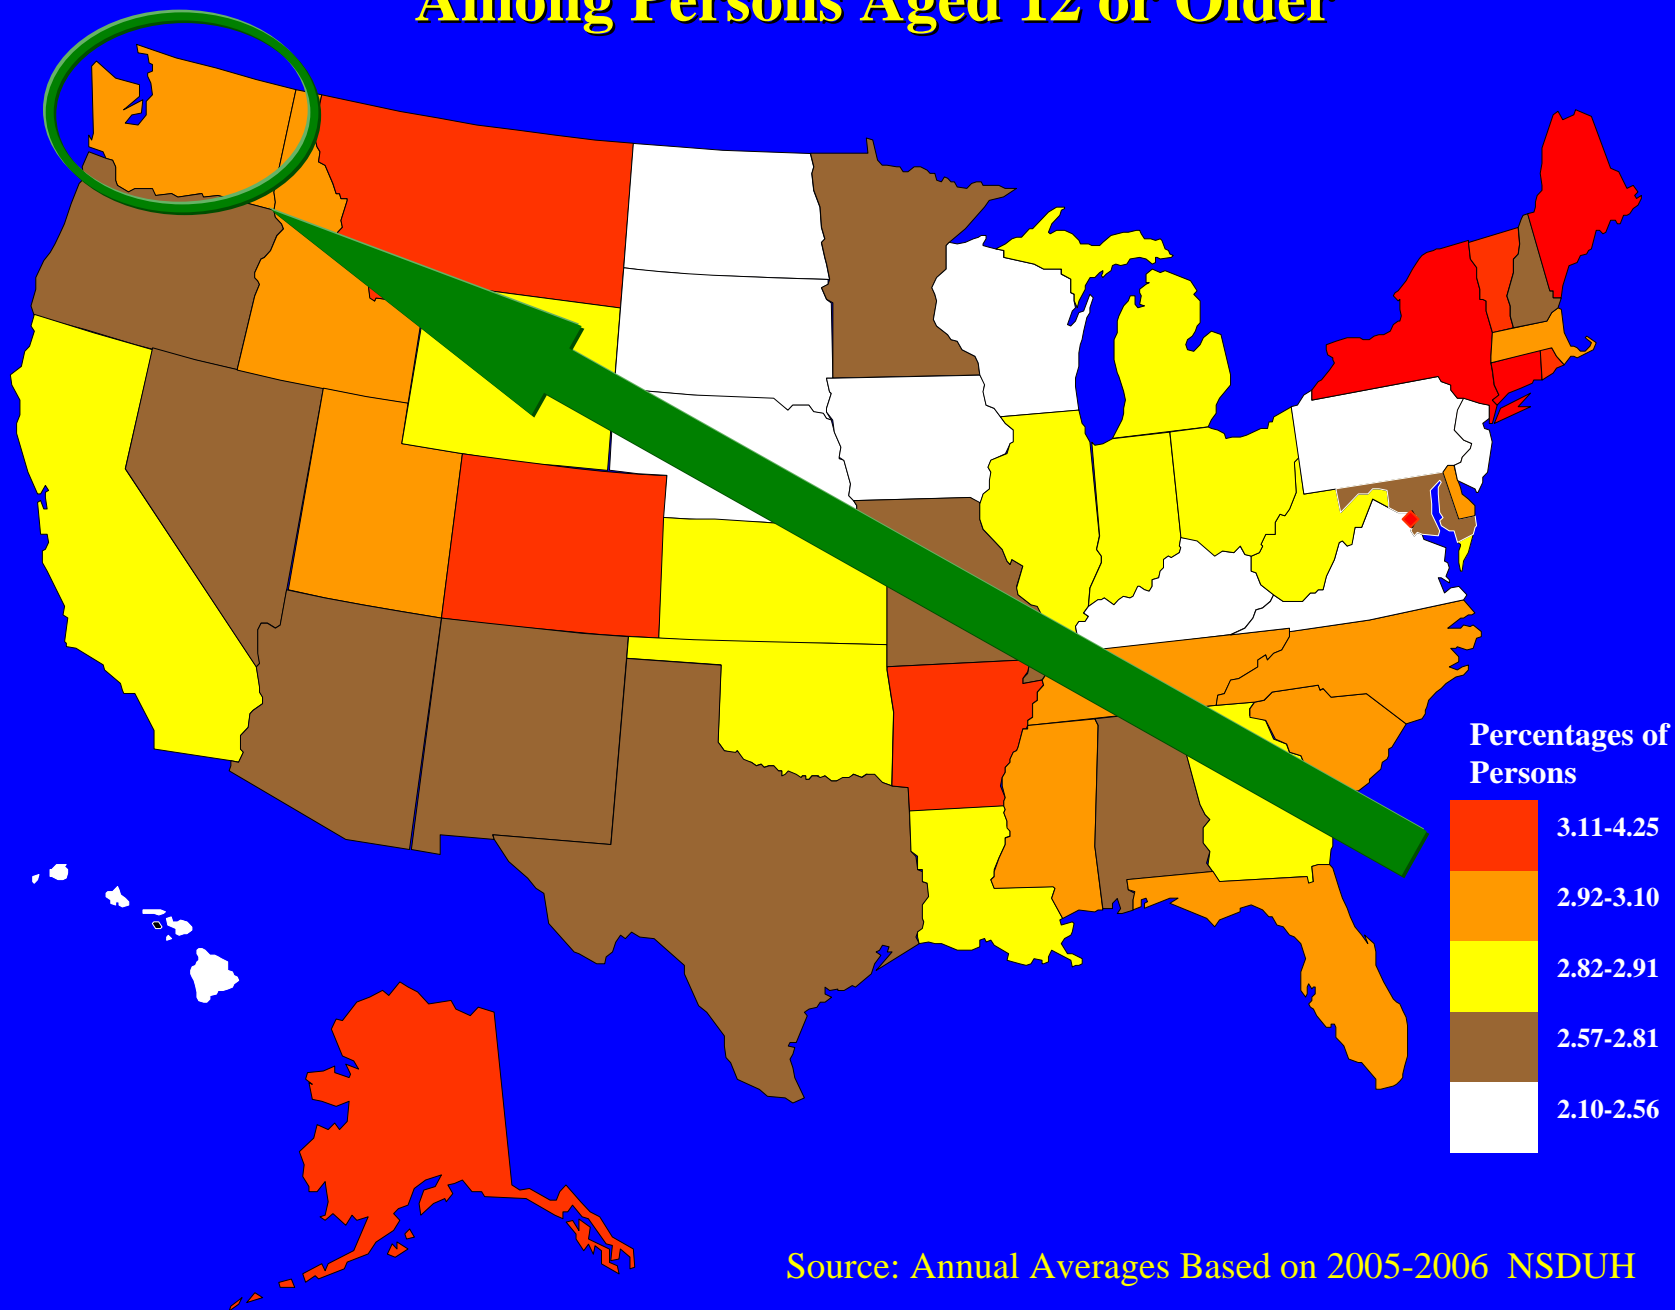 Among Persons Aged 12 or Older
Percentages of
Persons
3.11-4.25
2.92-3.10
2.82-2.91
2.57-2.81
2.10-2.56
Source: Annual Averages Based on 2005-2006 NSDUH